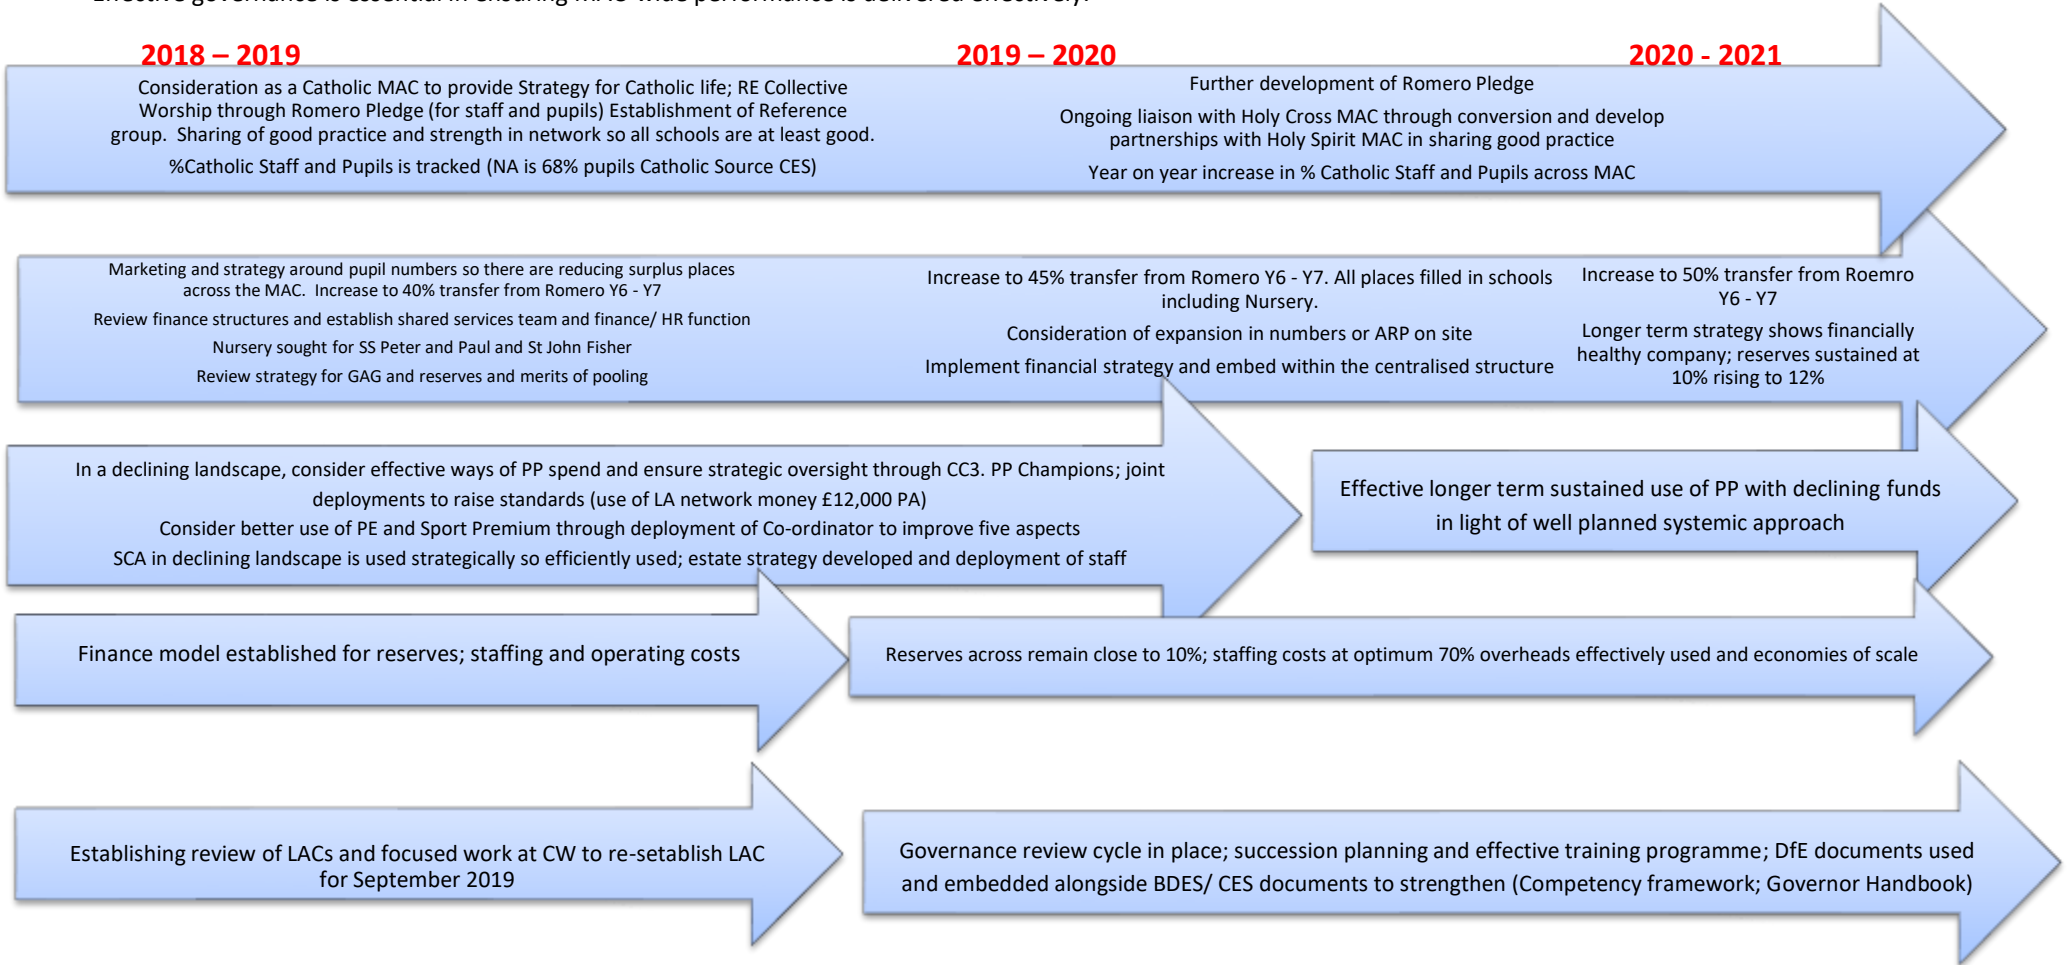 Effective governance is essential in ensuring MAC wide performance is delivered effectively.
2018 – 2019
2019 – 2020
2020 - 2021
Consideration as a Catholic MAC to provide Strategy for Catholic life; RE Collective
Worship through Romero Pledge (for staff and pupils) Establishment of Reference
group. Sharing of good practice and strength in network so all schools are at least good.
%Catholic Staff and Pupils is tracked (NA is 68% pupils Catholic Source CES)
Further development of Romero Pledge
Ongoing liaison with Holy Cross MAC through conversion and develop
partnerships with Holy Spirit MAC in sharing good practice
Year on year increase in % Catholic Staff and Pupils across MAC
Marketing and strategy around pupil numbers so there are reducing surplus places
across the MAC. Increase to 40% transfer from Romero Y6 - Y7
Review finance structures and establish shared services team and finance/ HR function
Nursery sought for SS Peter and Paul and St John Fisher
Review strategy for GAG and reserves and merits of pooling
Increase to 45% transfer from Romero Y6 - Y7. All places filled in schools
including Nursery.
Consideration of expansion in numbers or ARP on site
Implement financial strategy and embed within the centralised structure
Increase to 50% transfer from Roemro
Y6 - Y7
Longer term strategy shows financially
healthy company; reserves sustained at
10% rising to 12%
In a declining landscape, consider effective ways of PP spend and ensure strategic oversight through CC3. PP Champions; joint
deployments to raise standards (use of LA network money £12,000 PA)
Consider better use of PE and Sport Premium through deployment of Co-ordinator to improve five aspects
SCA in declining landscape is used strategically so efficiently used; estate strategy developed and deployment of staff
Effective longer term sustained use of PP with declining funds
in light of well planned systemic approach
Finance model established for reserves; staffing and operating costs
Reserves across remain close to 10%; staffing costs at optimum 70% overheads effectively used and economies of scale
Establishing review of LACs and focused work at CW to re-setablish LAC
for September 2019
Governance review cycle in place; succession planning and effective training programme; DfE documents used
and embedded alongside BDES/ CES documents to strengthen (Competency framework; Governor Handbook)